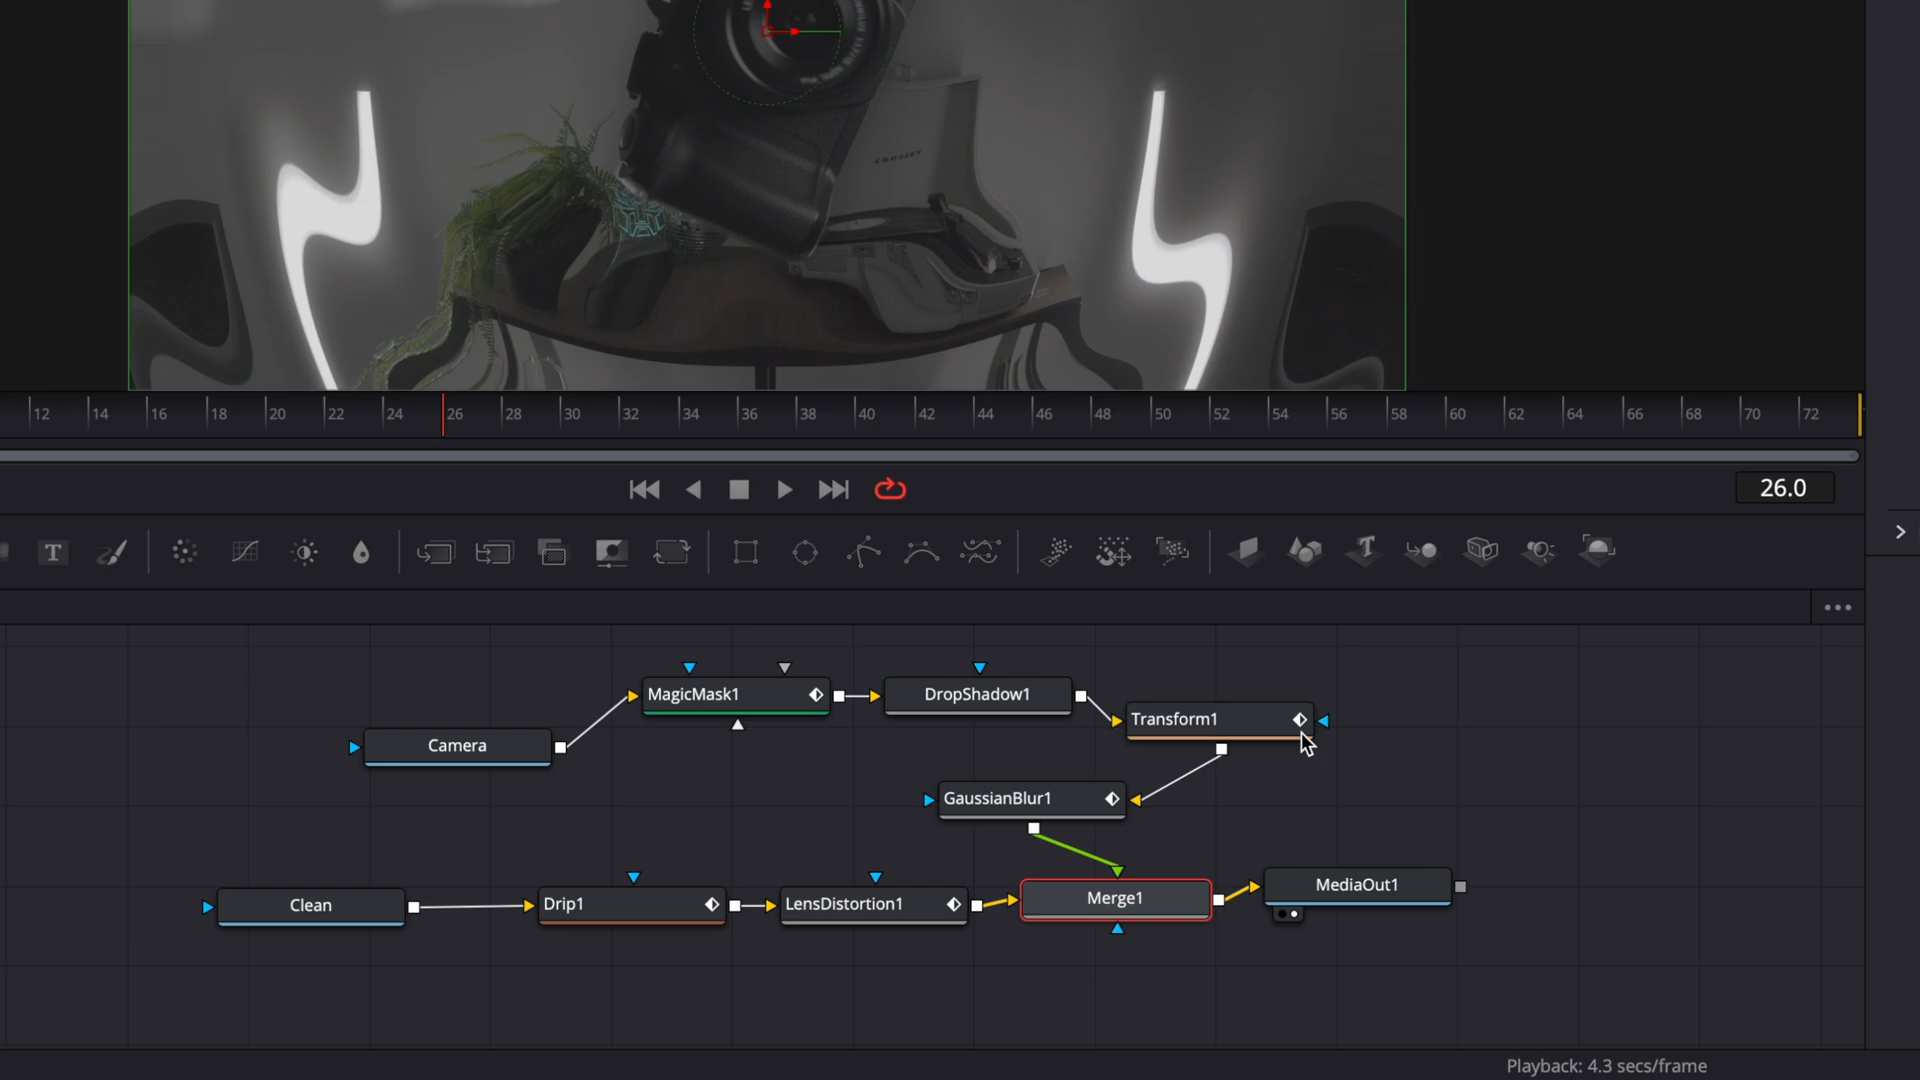 CROSSET
12 14 16 18 20 22 24 26 28 30 32 34 36 38 40 42 44 46 48 50 52 54 56 58 60 62 64 66 68 70 72
26.0
T
MagicMask1
DropShadow1
Transform1
Camera
GaussianBlur1
Clean
Drip1
LensDistortion1
Merge1
MediaOut1
Playback: 4.3 secs/frame